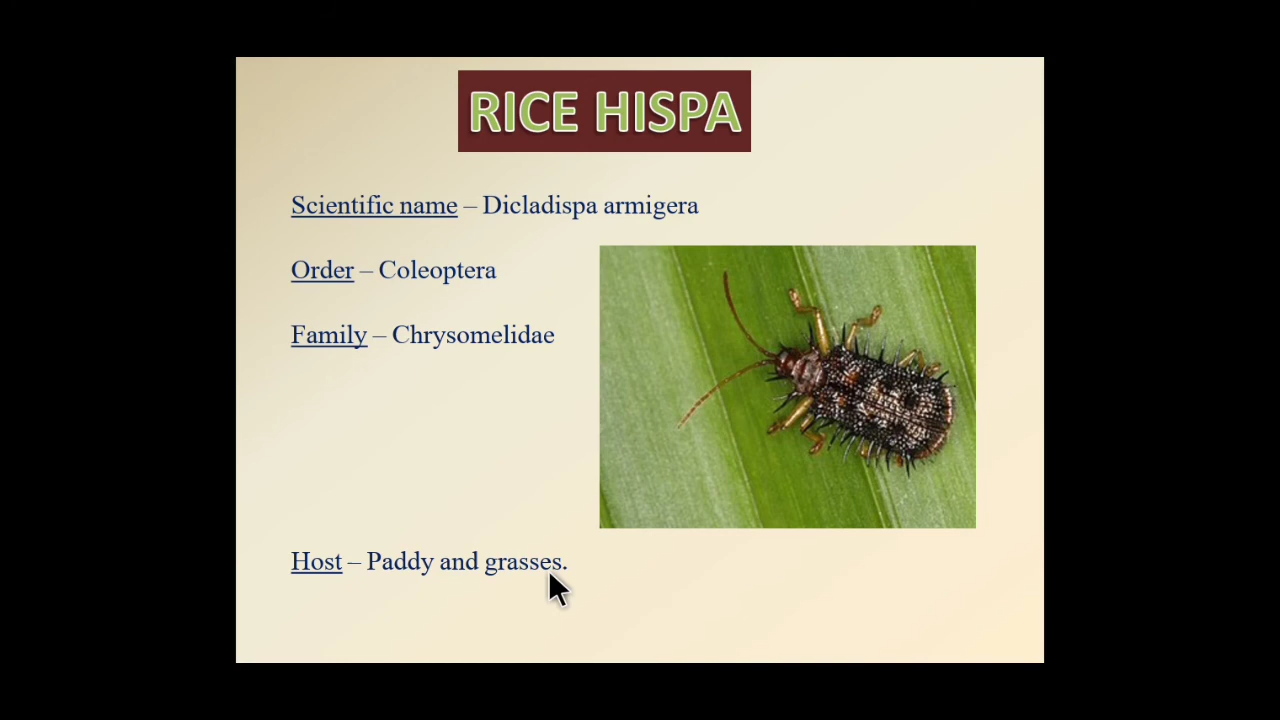 RICE HISPA
Scientific name – Dicladispa armigera
Order – Coleoptera
Family – Chrysomelidae
Host – Paddy and grasses.